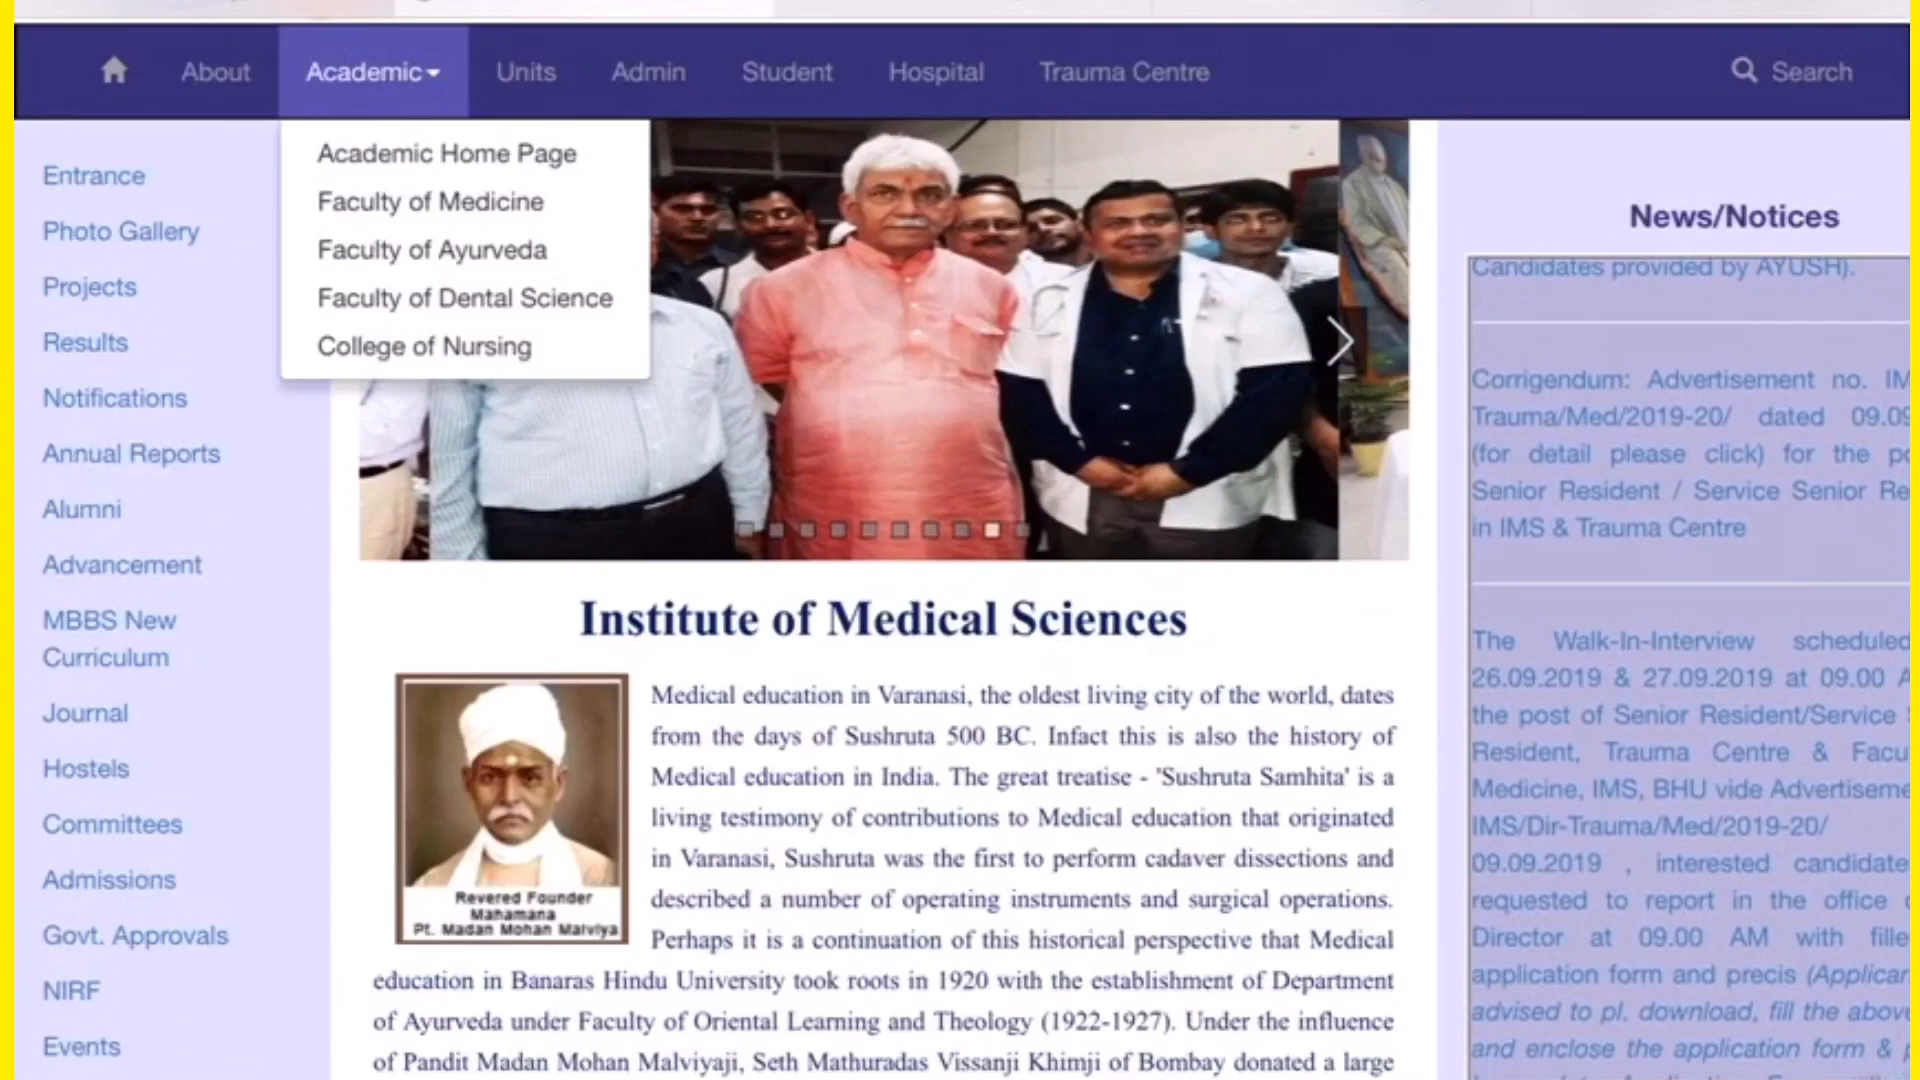 About Academic Units Admin Student Hospital Trauma Centre Search
Academic Home Page
Faculty of Medicine
Faculty of Ayurveda
Faculty of Dental Science
College of Nursing
Entrance
Photo Gallery
Projects
Results
Notifications
Annual Reports
Alumni
Advancement
MBBS New
Curriculum
Journal
Hostels
Committees
Admissions
Govt. Approvals
NIRF
Events
Institute of Medical Sciences
Revered Founder
Mahamana
Pt. Madan Mohan Malviya
Medical education in Varanasi, the oldest living city of the world, dates
from the days of Sushruta 500 BC. Infact this is also the history of
Medical education in India. The great treatise - 'Sushruta Samhita' is a
living testimony of contributions to Medical education that originated
in Varanasi, Sushruta was the first to perform cadaver dissections and
described a number of operating instruments and surgical operations.
Perhaps it is a continuation of this historical perspective that Medical
education in Banaras Hindu University took roots in 1920 with the establishment of Department
of Ayurveda under Faculty of Oriental Learning and Theology (1922-1927). Under the influence
of Pandit Madan Mohan Malviyaji, Seth Mathuradas Vissanji Khimji of Bombay donated a large
News/Notices
Candidates provided by AYUSH).
Corrigendum: Advertisement no. IM
Trauma/Med/2019-20/ dated 09.09
(for detail please click) for the po
Senior Resident / Service Senior Re
in IMS & Trauma Centre
The Walk-In-Interview scheduled
26.09.2019 & 27.09.2019 at 09.00 A
the post of Senior Resident/Service
Resident, Trauma Centre & Facu
Medicine, IMS, BHU vide Advertiseme
IMS/Dir-Trauma/Med/2019-20/
09.09.2019 , interested candidate
requested to report in the office
Director at 09.00 AM with fille
application form and precis (Applican
advised to pl. download, fill the above
and enclose the application form &